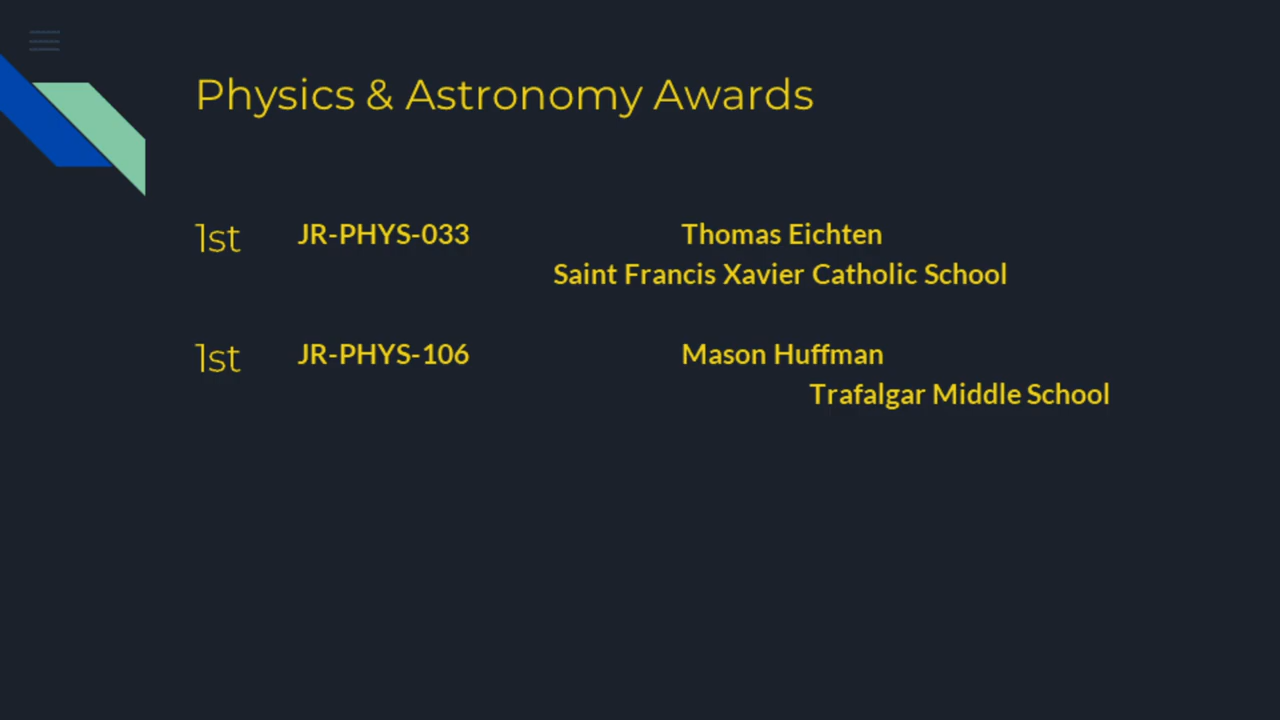 Physics & Astronomy Awards
1st JR-PHYS-033 Thomas Eichten
Saint Francis Xavier Catholic School
1st JR-PHYS-106 Mason Huffman
Trafalgar Middle School